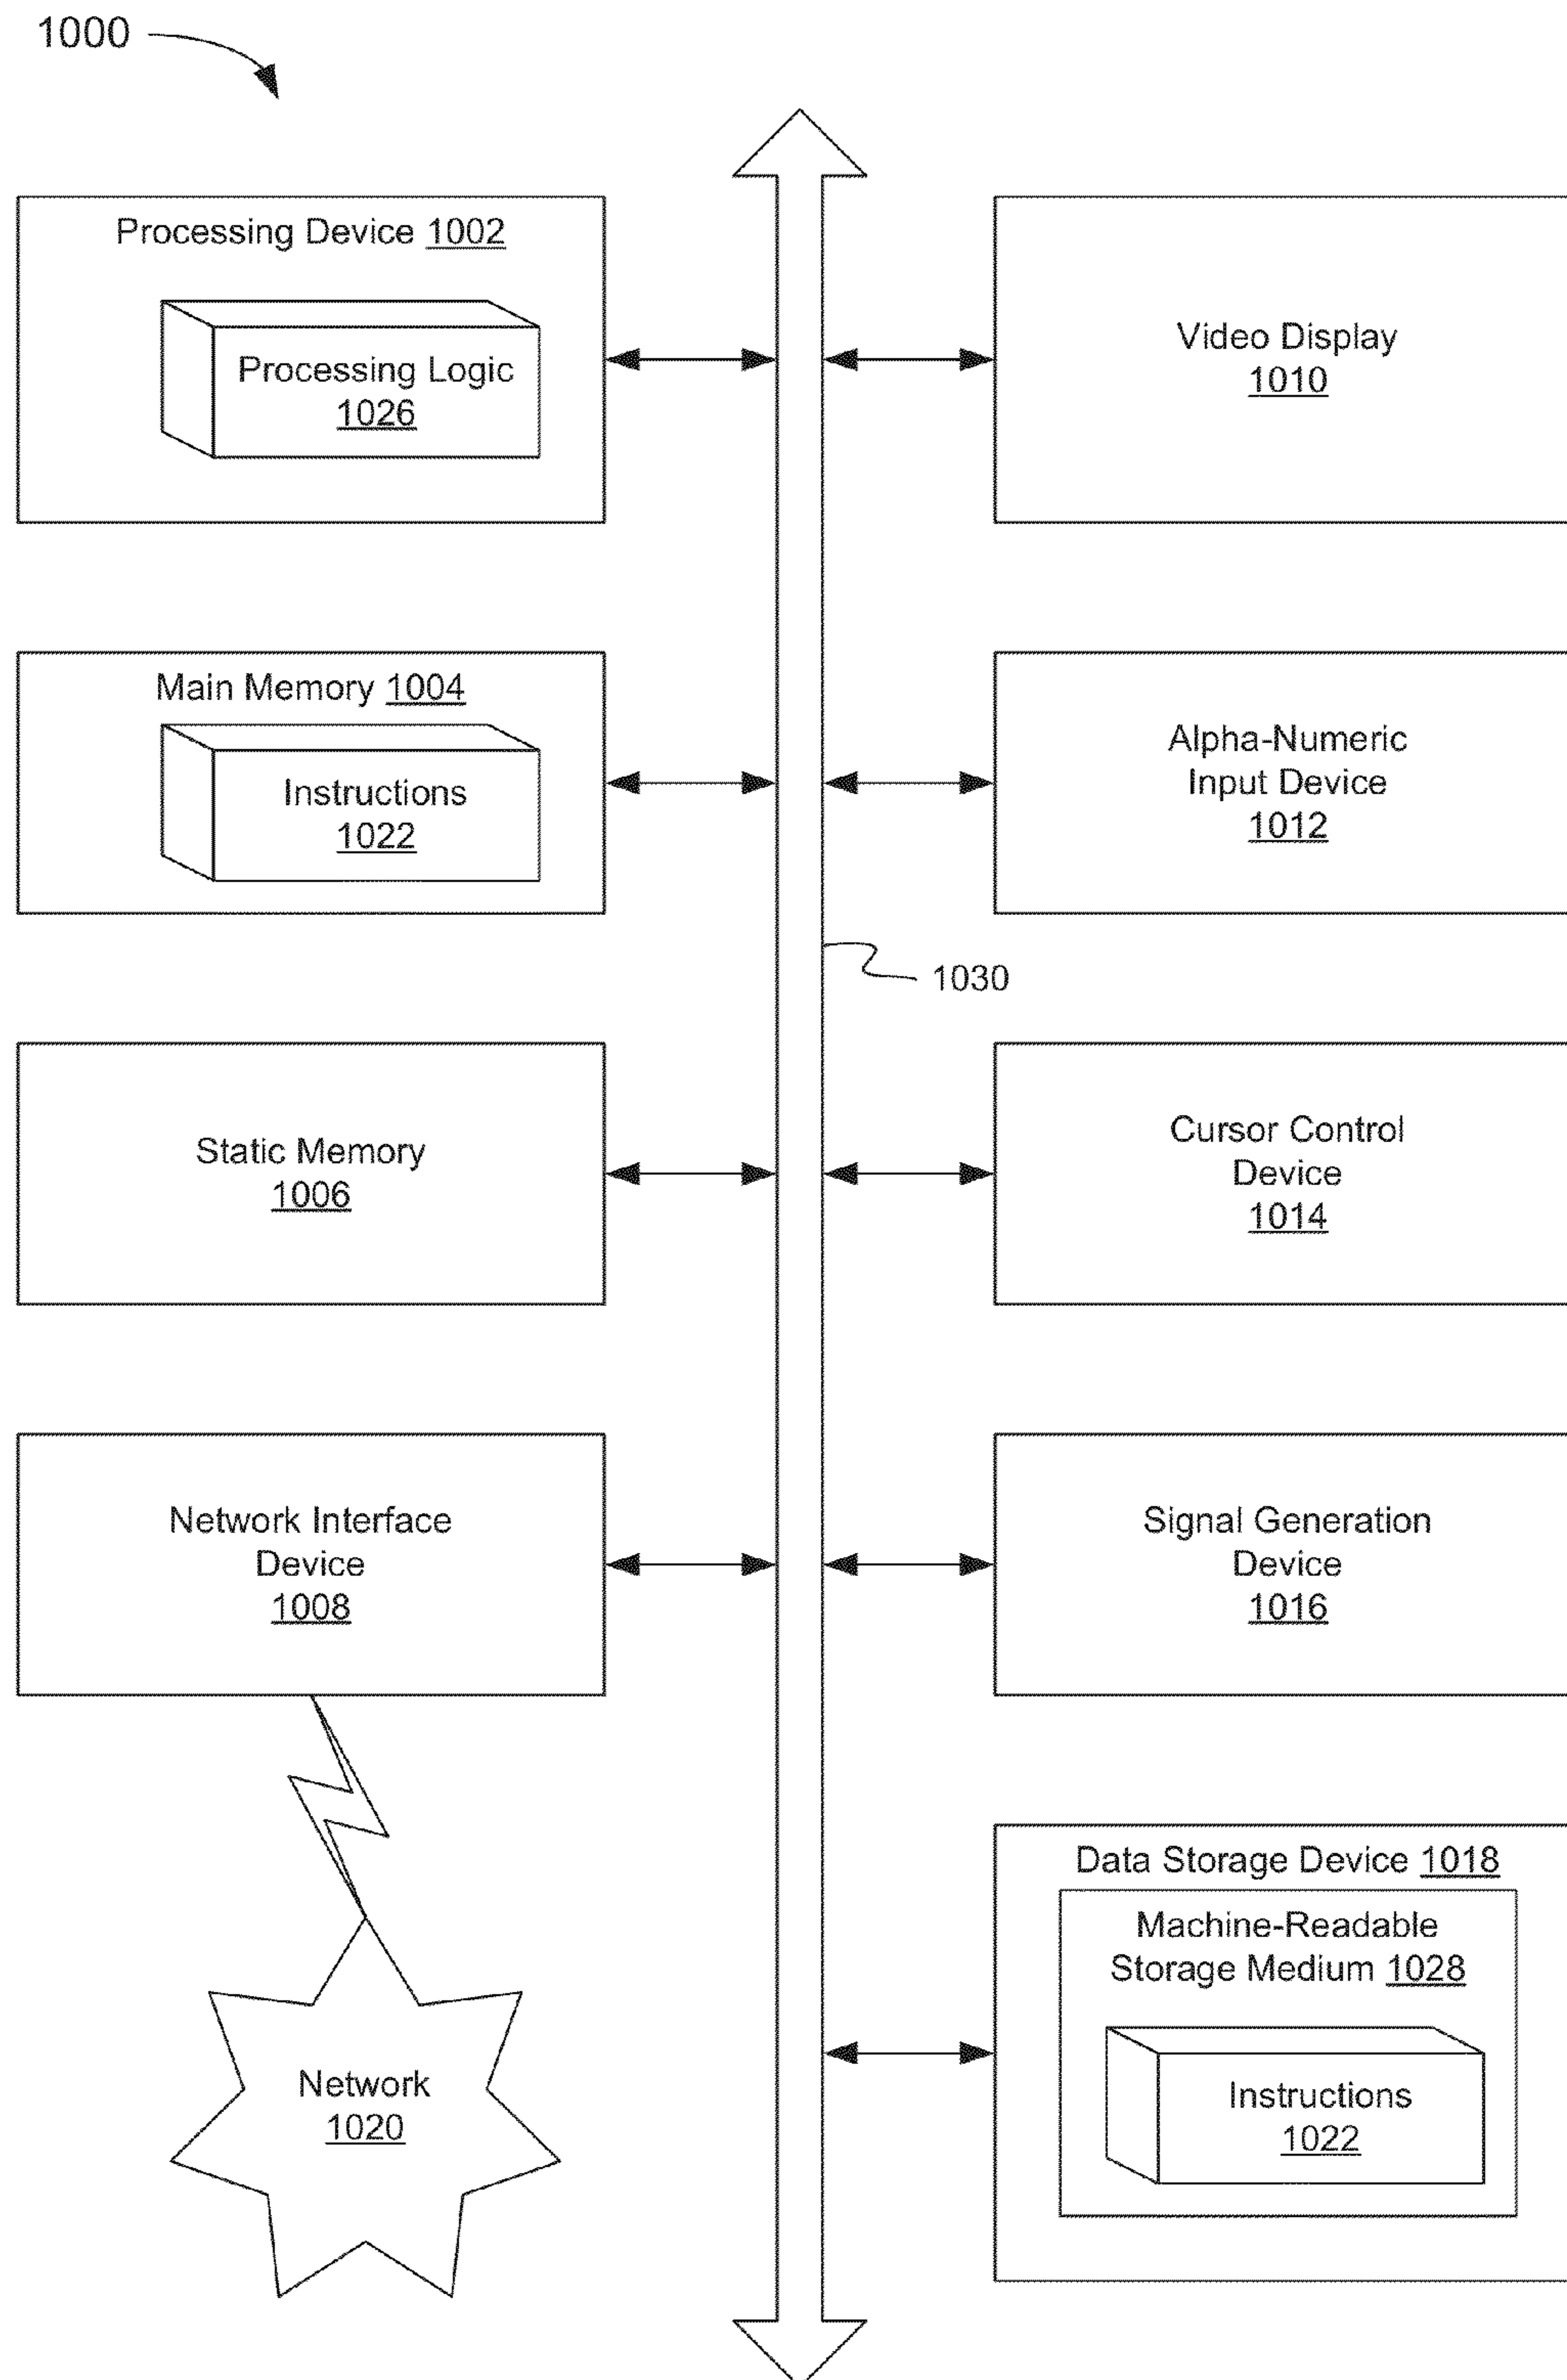 1000
Processing Device 1002
Processing Logic
1026
Video Display
1010
Main Memory 1004
Instructions
1022
Alpha-Numeric
Input Device
1012
1030
Static Memory
1006
Cursor Control
Device
1014
Network Interface
Device
1008
Signal Generation
Device
1016
Data Storage Device 1018
Machine-Readable
Storage Medium 1028
Instructions
1022
Network
1020